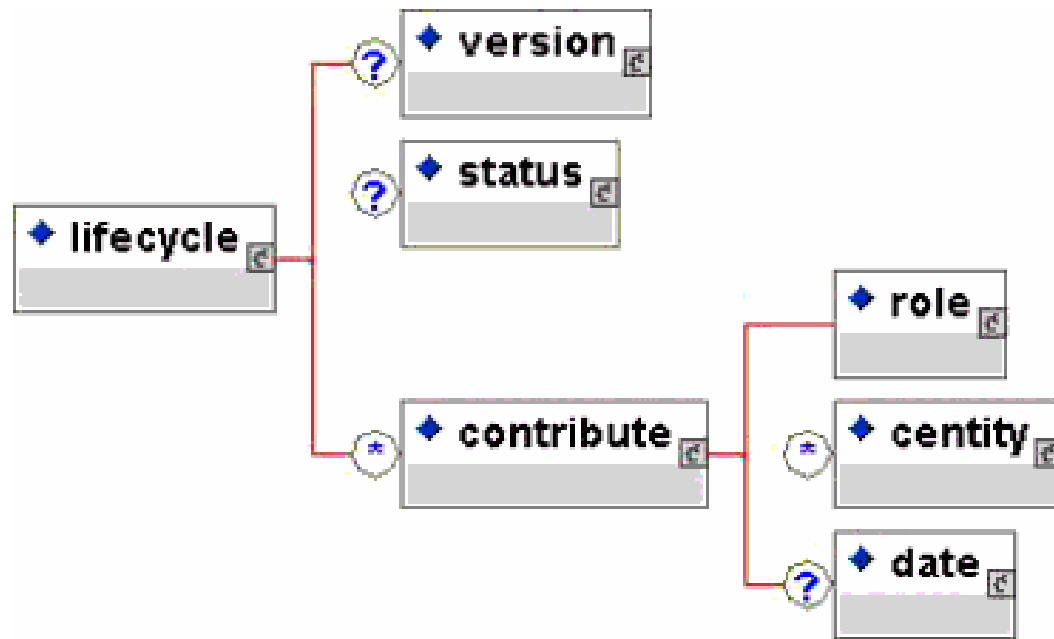 version
?
status
?
lifecycle
role
contribute
*
centity
*
date
?